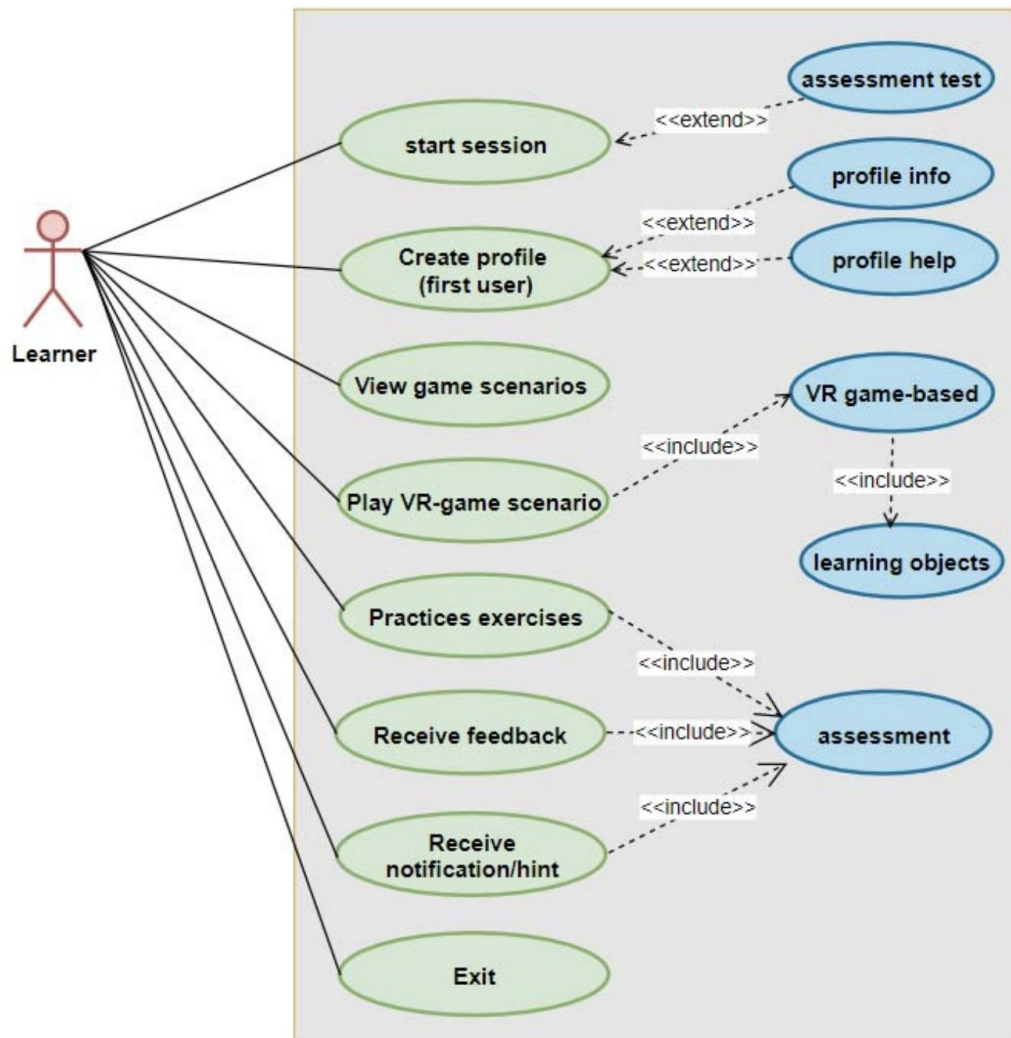 assessment test
<<extend>>
start session
profile info
<<extend>>
Create profile
(first user)
<<extend>>
profile help
Learner
View game scenarios
VR game-based
<<include>>
<<include>>
Play VR-game scenario
learning objects
Practices exercises
<<include>>
Receive feedback
<<include>>
assessment
<<include>>
Receive
notification/hint
Exit